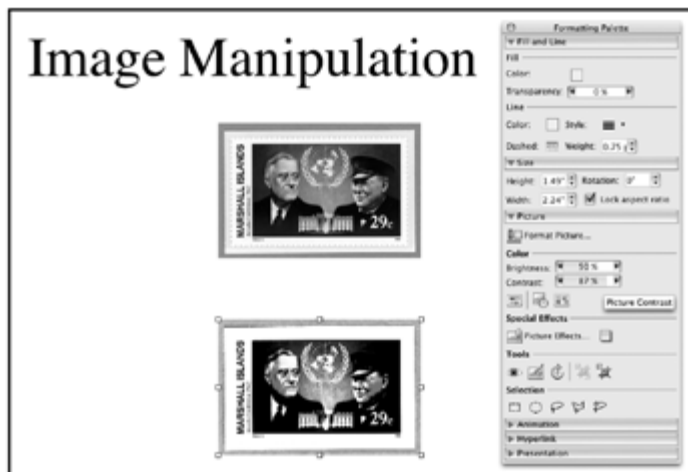 Image Manipulation
MARSHALL ISLANDS
29c
MARSHALL ISLANDS
29c
Formatting Palette
Fill and Line
Fill
Color:
Transparency: 0 %
Line
Color: Style:
Dashed: Weight: 0.75
Size
Height: 1.49" Rotation: 0°
Width: 2.24" Lock aspect ratio
Picture
Format Picture...
Color
Brightness: 50 %
Contrast: 87 %
Picture Contrast
Special Effects
Picture Effects...
Tools
Selection
Animation
Hyperlink
Presentation